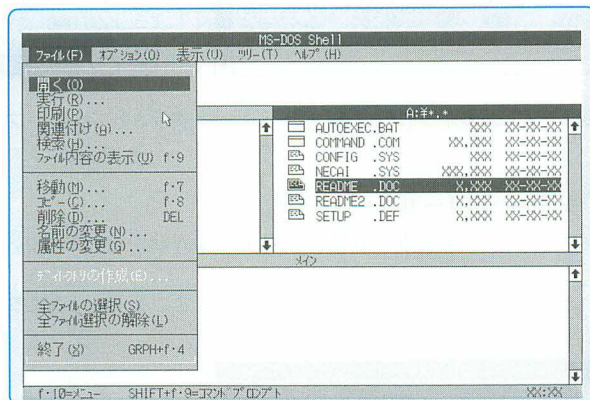 MS-DOS Shell
ファイル(F) オプション(O) 表示(U) ツリー(T) ヘルプ(H)
開く(O)
実行(R)...
印刷(P)
関連付け(A)...
検索(H)...
ファイル内容の表示(U) f・9
移動(M)... f・7
コピー(C)... f・8
削除(D)... DEL
名前の変更(N)...
属性の変更(G)...
ディレクトリの作成(E)...
全ファイルの選択(S)
全ファイル選択の解除(L)
終了(X) GRPH+f・4
A:¥*.*
AUTOEXEC.BAT XXX XX-XX-XX
COMMAND .COM XX,XXX XX-XX-XX
CONFIG .SYS XXX XX-XX-XX
NECAI .SYS XXX,XXX XX-XX-XX
README .DOC X,XXX XX-XX-XX
README2 .DOC X,XXX XX-XX-XX
SETUP .DEF X,XXX XX-XX-XX
メイン
f・10=メニュー SHIFT+f・9=コマンド プロンプト XX:XX